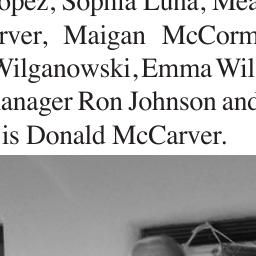 opez, Sophia Luna, Mea
rver, Maigan McCorm
Wilganowski, Emma Wil
anager Ron Johnson and
is Donald McCarver.